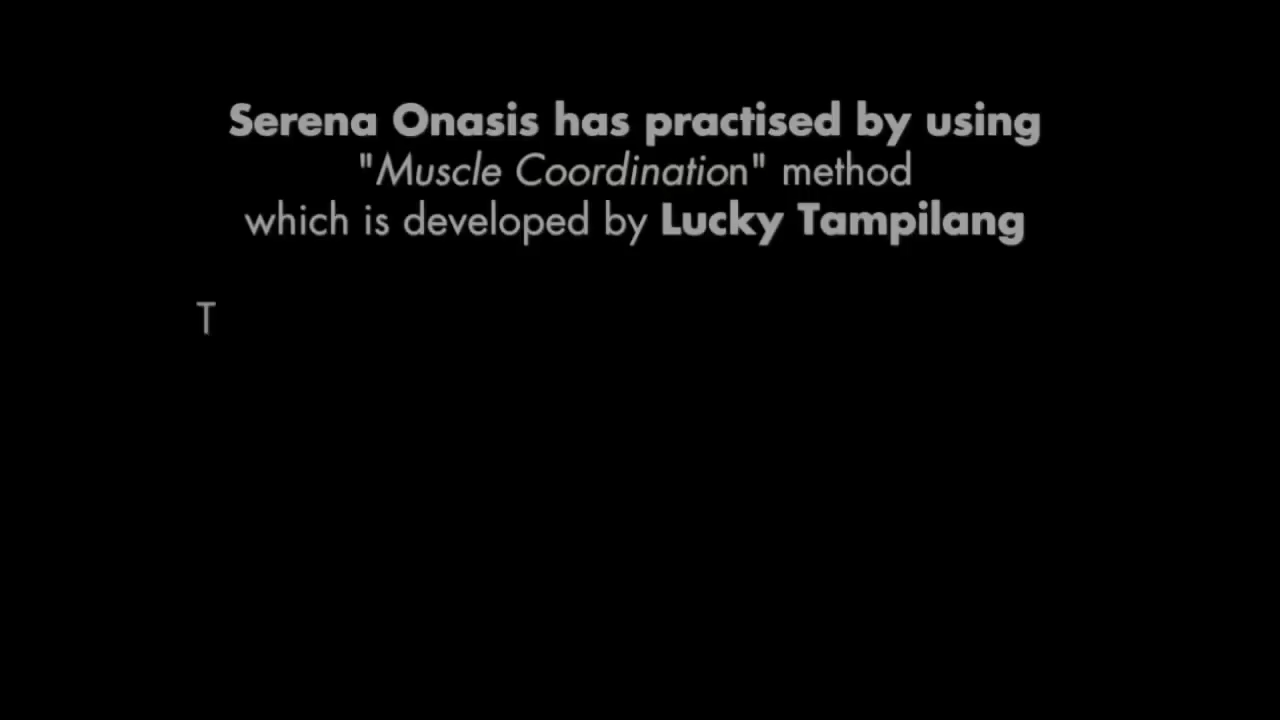 Serena Onasis has practised by using
"Muscle Coordination" method
which is developed by Lucky Tampilang
T